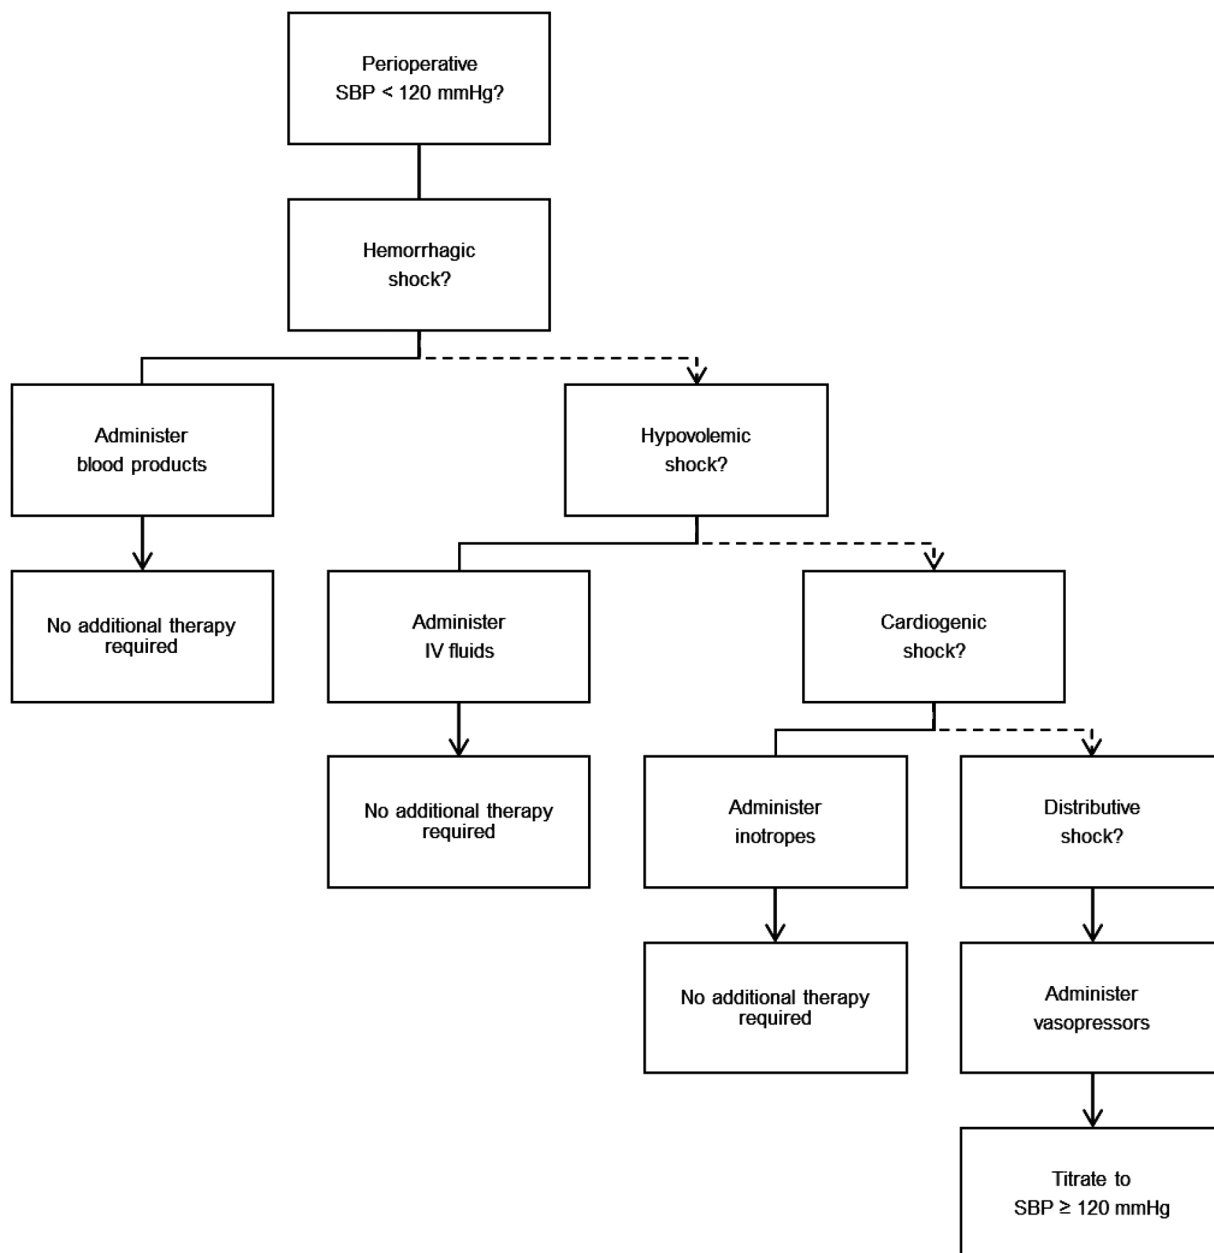 Perioperative
SBP < 120 mmHg?
Hemorrhagic
shock?
Administer
blood products
Hypovolemic
shock?
No additional therapy
required
Administer
IV fluids
Cardiogenic
shock?
No additional therapy
required
Administer
inotropes
Distributive
shock?
No additional therapy
required
Administer
vasopressors
Titrate to
SBP ≥ 120 mmHg